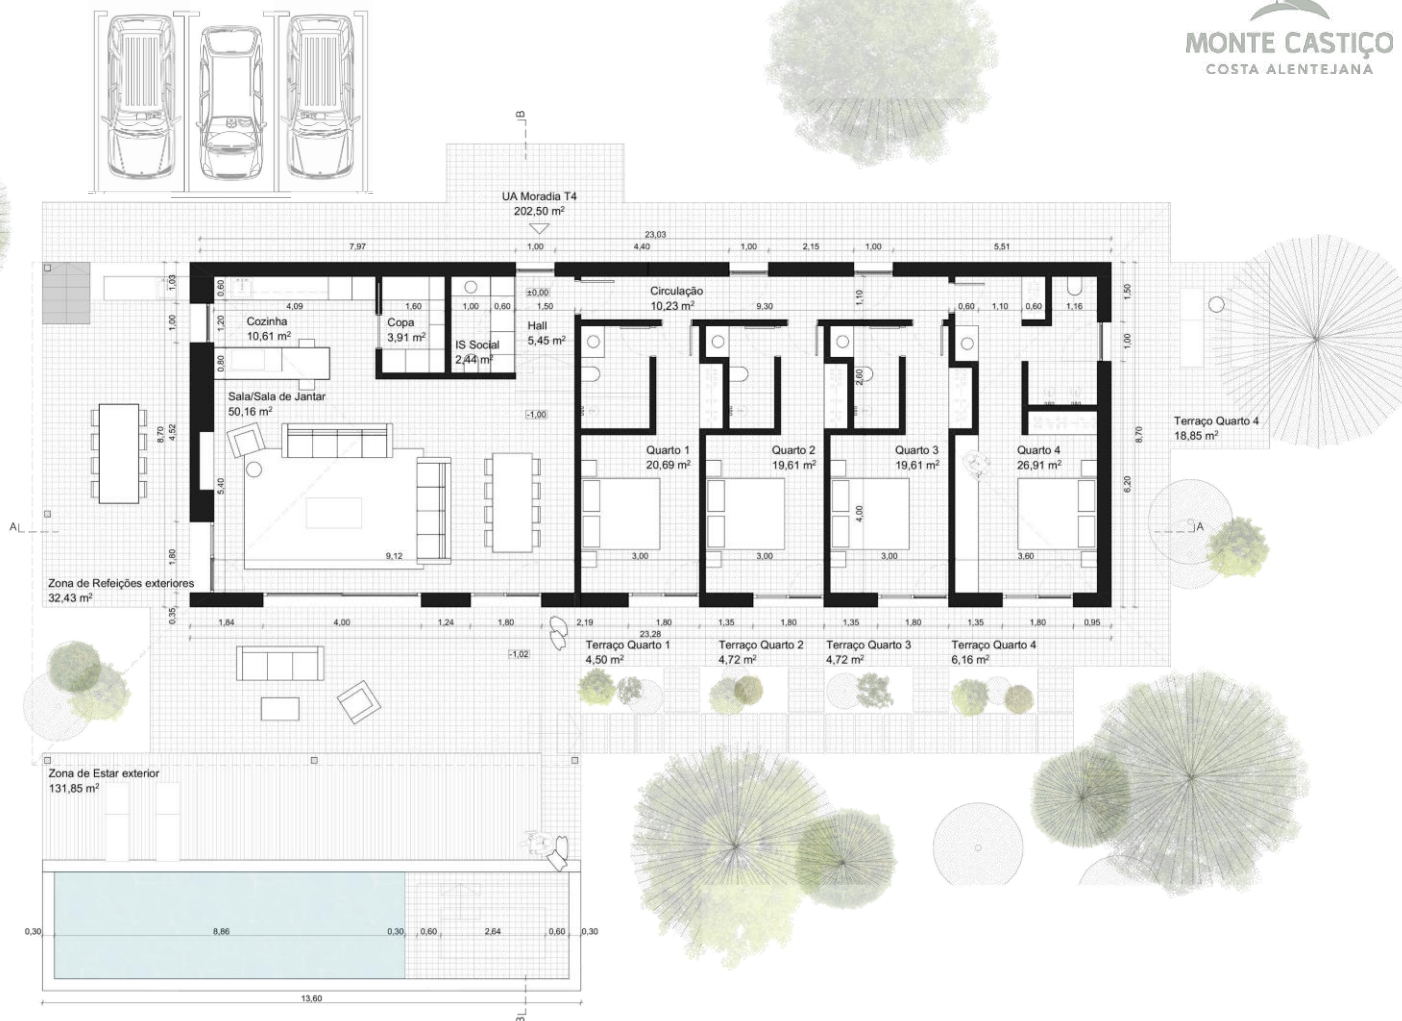 MONTE CASTIÇO
COSTA ALENTEJANA
B
UA Moradia T4
202,50 m²
23,03
7,97
1,00
4,40
1,00
2,15
1,00
5,51
1,03
0,60
4,09
1,60
1,00
0,60
±0,00
1,50
Circulação
10,23 m²
9,30
1,10
0,60
1,10
0,60
1,16
1,50
Cozinha
10,61 m²
Copa
3,91 m²
IS Social
2,44 m²
Hall
5,45 m²
1,00
1,20
0,80
1,00
2,60
Sala/Sala de Jantar
50,16 m²
-1,00
8,70
4,52
5,40
Terraço Quarto 4
18,85 m²
8,70
6,20
Quarto 1
20,69 m²
Quarto 2
19,61 m²
Quarto 3
19,61 m²
Quarto 4
26,91 m²
4,00
A
A
1,80
9,12
3,00
3,00
3,00
3,60
Zona de Refeições exteriores
32,43 m²
0,35
1,84
4,00
1,24
1,80
2,19
1,80
1,35
1,80
1,35
1,80
1,35
1,80
0,95
23,28
-1,02
Terraço Quarto 1
4,50 m²
Terraço Quarto 2
4,72 m²
Terraço Quarto 3
4,72 m²
Terraço Quarto 4
6,16 m²
Zona de Estar exterior
131,85 m²
0,30
8,86
0,30
0,60
2,64
0,60
0,30
13,60
B